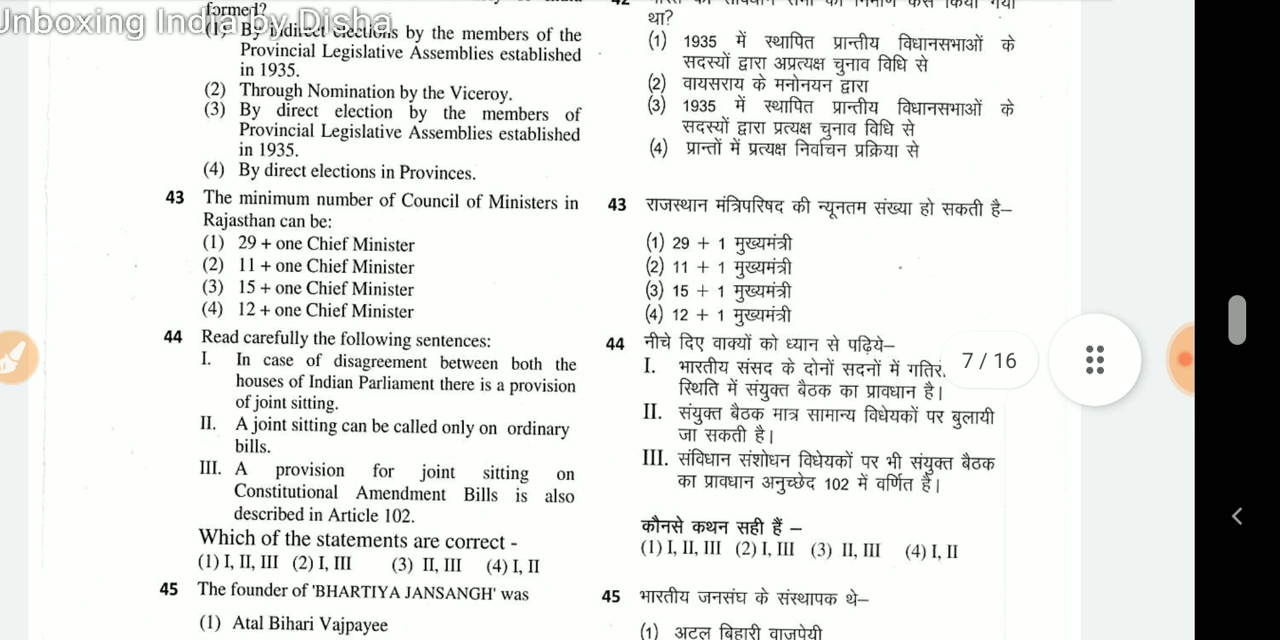 Unboxing India by Disha
formed?
(1) By indirect elections by the members of the
Provincial Legislative Assemblies established
in 1935.
(2) Through Nomination by the Viceroy.
(3) By direct election by the members of
Provincial Legislative Assemblies established
in 1935.
(4) By direct elections in Provinces.
43 The minimum number of Council of Ministers in
Rajasthan can be:
(1) 29 + one Chief Minister
(2) 11 + one Chief Minister
(3) 15 + one Chief Minister
(4) 12 + one Chief Minister
44 Read carefully the following sentences:
I. In case of disagreement between both the
houses of Indian Parliament there is a provision
of joint sitting.
II. A joint sitting can be called only on ordinary
bills.
III. A provision for joint sitting on
Constitutional Amendment Bills is also
described in Article 102.
Which of the statements are correct -
(1) I, II, III (2) I, III (3) II, III (4) I, II
45 The founder of 'BHARTIYA JANSANGH' was
(1) Atal Bihari Vajpayee
था?
(1) 1935 में स्थापित प्रान्तीय विधानसभाओं के
सदस्यों द्वारा अप्रत्यक्ष चुनाव विधि से
(2) वायसराय के मनोनयन द्वारा
(3) 1935 में स्थापित प्रान्तीय विधानसभाओं के
सदस्यों द्वारा प्रत्यक्ष चुनाव विधि से
(4) प्रान्तों में प्रत्यक्ष निर्वाचन प्रक्रिया से
43 राजस्थान मंत्रिपरिषद की न्यूनतम संख्या हो सकती है–
(1) 29 + 1 मुख्यमंत्री
(2) 11 + 1 मुख्यमंत्री
(3) 15 + 1 मुख्यमंत्री
(4) 12 + 1 मुख्यमंत्री
44 नीचे दिए वाक्यों को ध्यान से पढ़िये–
I. भारतीय संसद के दोनों सदनों में
स्थिति में संयुक्त बैठक का प्रावधान है।
II. संयुक्त बैठक मात्र सामान्य विधेयकों पर बुलायी
जा सकती है।
III. संविधान संशोधन विधेयकों पर भी संयुक्त बैठक
का प्रावधान अनुच्छेद 102 में वर्णित हैं।
कौनसे कथन सही हैं –
(1) I, II, III (2) I, III (3) II, III (4) I, II
45 भारतीय जनसंघ के संस्थापक थे–
(1) अटल बिहारी वाजपेयी
7 / 16